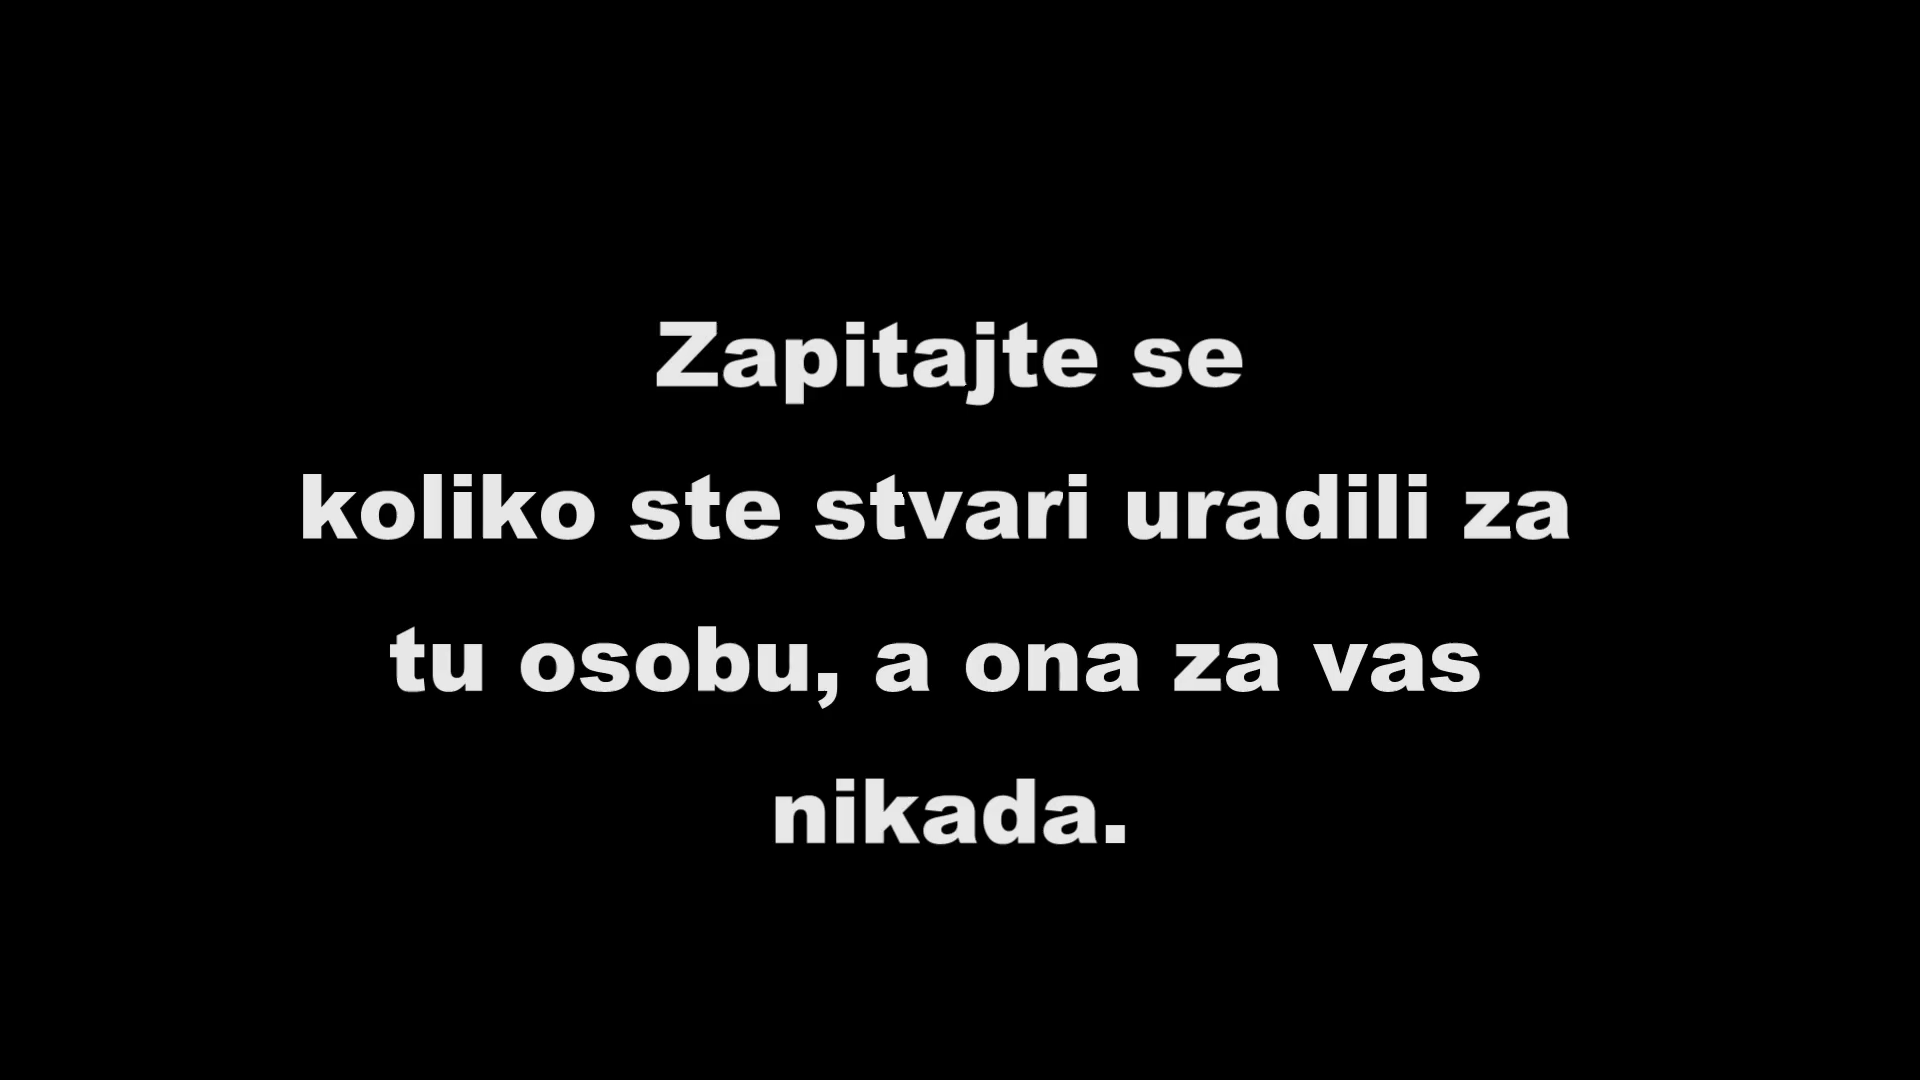 Zapitajte se
koliko ste stvari uradili za
tu osobu, a ona za vas
nikada.